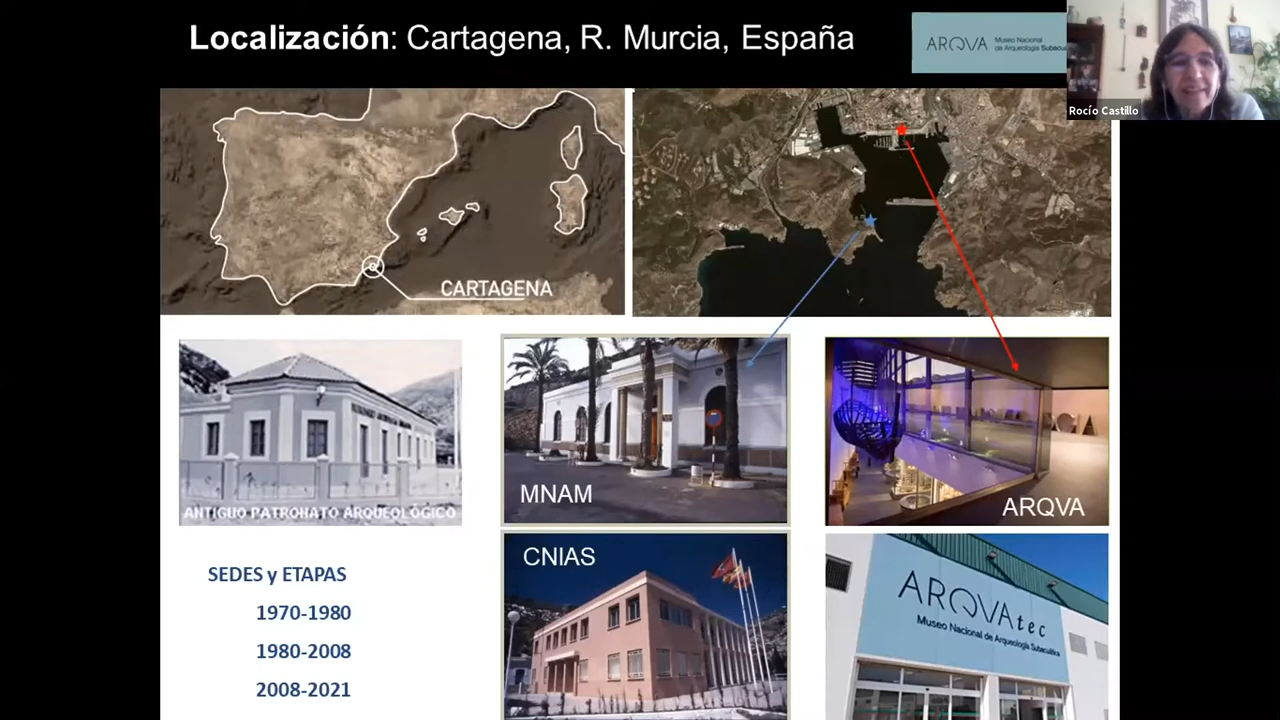 Localización: Cartagena, R. Murcia, España
ARQVA
Museo Nacional
de Arqueología Subacuá
Rocío Castillo
CARTAGENA
ANTIGUO PATRONATO ARQUEOLÓGICO
MNAM
ARQVA
SEDES y ETAPAS
1970-1980
1980-2008
2008-2021
CNIAS
ARQVAtec
Museo Nacional de Arqueología Subacuática